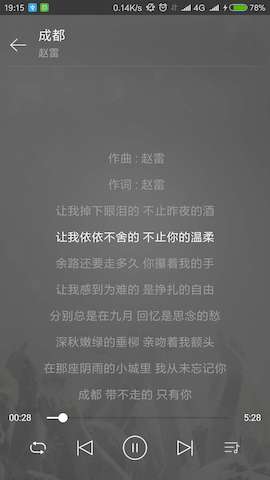 19:15 0.14K/s 4G 78%
成都
赵雷
作曲 : 赵雷
作词 : 赵雷
让我掉下眼泪的 不止昨夜的酒
让我依依不舍的 不止你的温柔
余路还要走多久 你攥着我的手
让我感到为难的 是挣扎的自由
分别总是在九月 回忆是思念的愁
深秋嫩绿的垂柳 亲吻着我额头
在那座阴雨的小城里 我从未忘记你
成都 带不走的 只有你
00:28 5:28